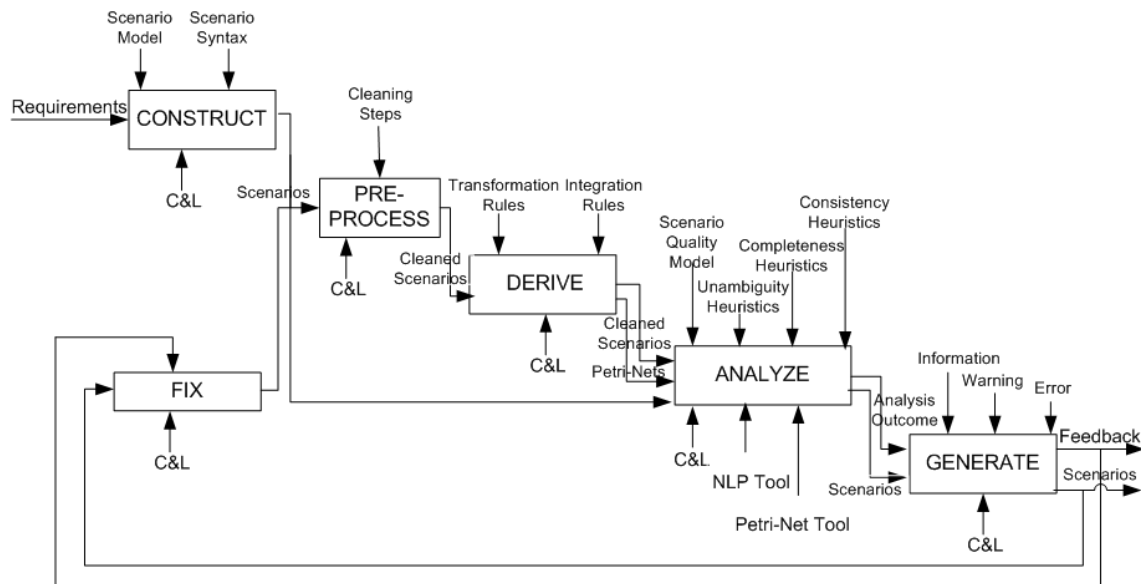 Scenario
Model
Scenario
Syntax
Requirements
CONSTRUCT
C&L
Cleaning
Steps
Scenarios
PRE-
PROCESS
C&L
Transformation
Rules
Integration
Rules
Cleaned
Scenarios
DERIVE
C&L
Scenario
Quality
Model
Unambiguity
Heuristics
Completeness
Heuristics
Consistency
Heuristics
Cleaned
Scenarios
Petri-Nets
ANALYZE
C&L
NLP Tool
Petri-Net Tool
FIX
C&L
Analysis
Outcome
Scenarios
Information
Warning
Error
GENERATE
C&L
Feedback
Scenarios